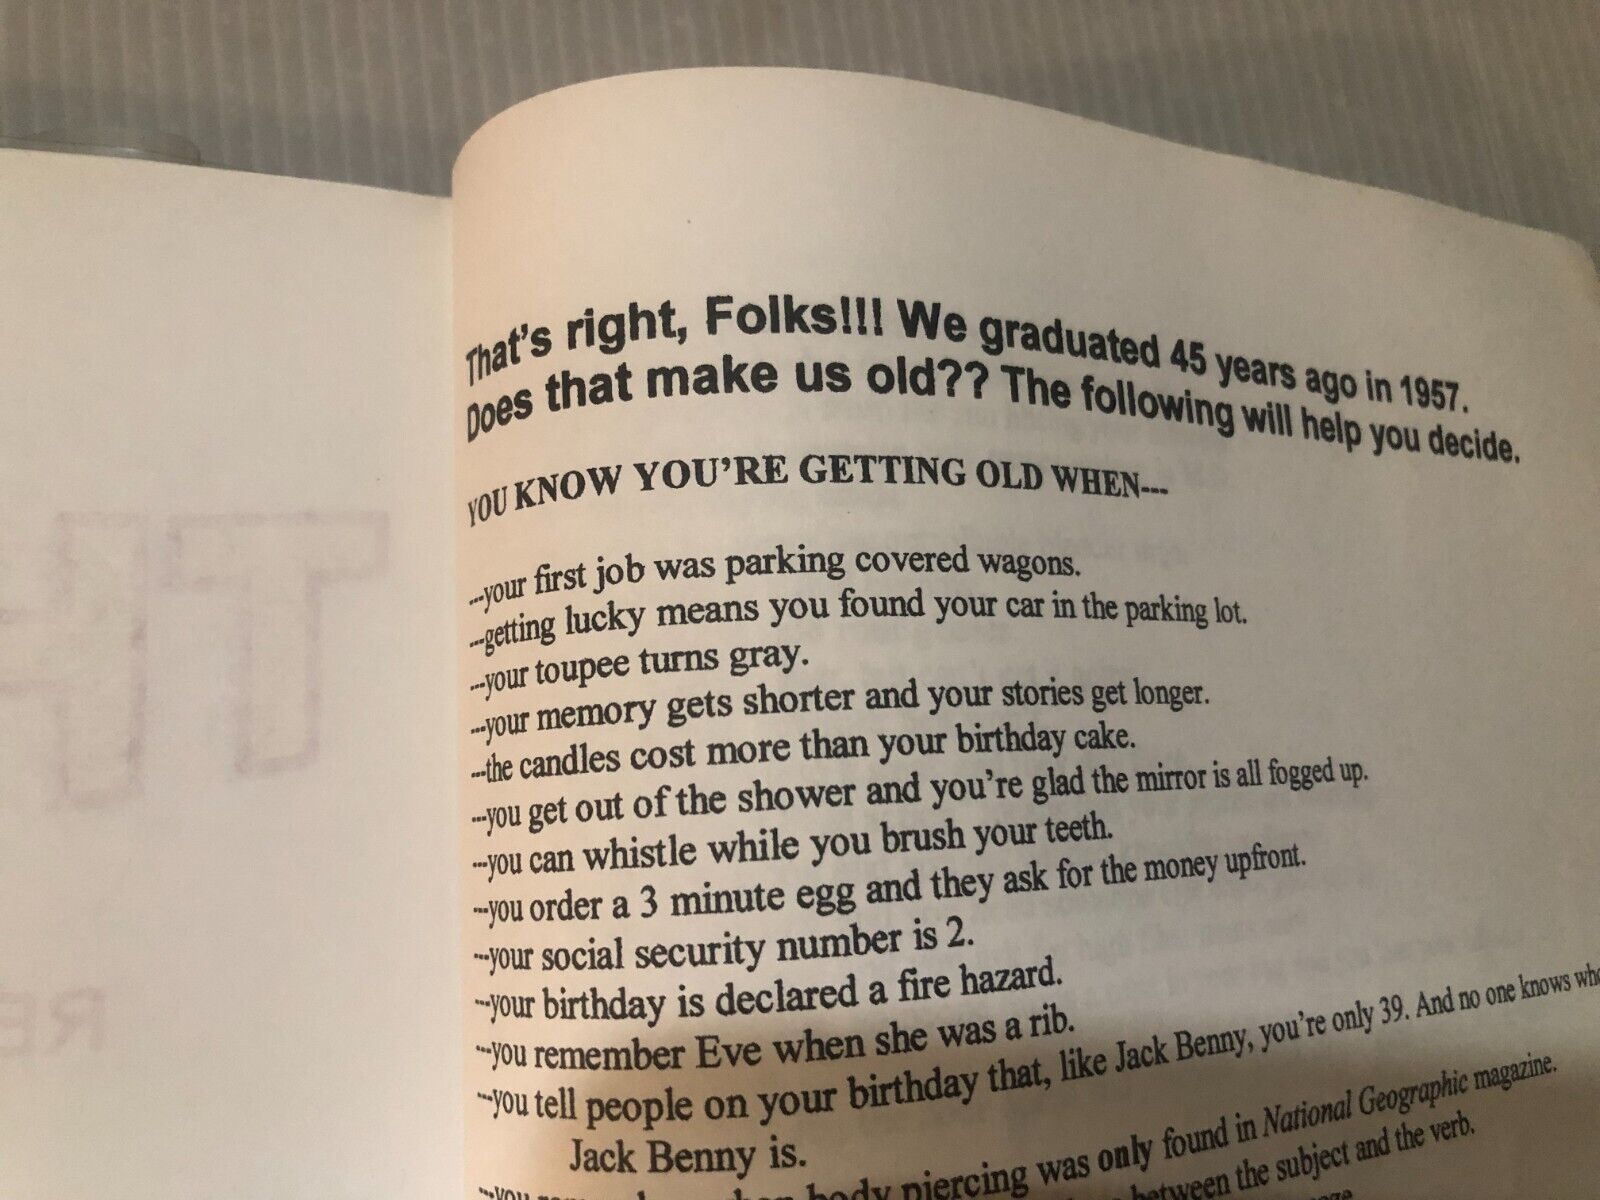 That's right, Folks!!! We graduated 45 years ago in 1957.
Does that make us old?? The following will help you decide.
YOU KNOW YOU'RE GETTING OLD WHEN---
---your first job was parking covered wagons.
---getting lucky means you found your car in the parking lot.
---your toupee turns gray.
---your memory gets shorter and your stories get longer.
---the candles cost more than your birthday cake.
---you get out of the shower and you're glad the mirror is all fogged up.
---you can whistle while you brush your teeth.
---you order a 3 minute egg and they ask for the money upfront.
---your social security number is 2.
---your birthday is declared a fire hazard.
---you remember Eve when she was a rib.
---you tell people on your birthday that, like Jack Benny, you're only 39. And no one knows who
Jack Benny is.
---you body piercing was only found in National Geographic magazine.
between the subject and the verb.